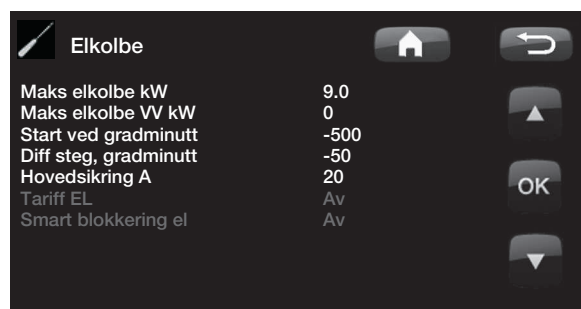 Elkolbe
Maks elkolbe kW 9.0
Maks elkolbe VV kW 0
Start ved gradminutt -500
Diff steg, gradminutt -50
Hovedsikring A 20
Tariff EL Av
Smart blokkering el Av
OK